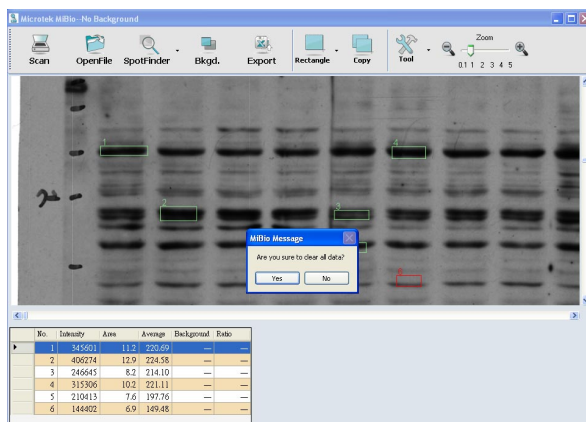 Microtek MiBio--No Background
Scan OpenFile SpotFinder Bkgd. Export Rectangle Copy Tool Zoom
0.1 1 2 3 4 5
1
4
2
3
MiBio Message
Are you sure to clear all data?
Yes No
6
No. Intensity Area Average Background Ratio
1 345601 11.2 220.69 — —
2 406274 12.9 224.58 — —
3 246645 8.2 214.10 — —
4 315306 10.2 221.11 — —
5 210413 7.6 197.76 — —
6 144402 6.9 149.48 — —